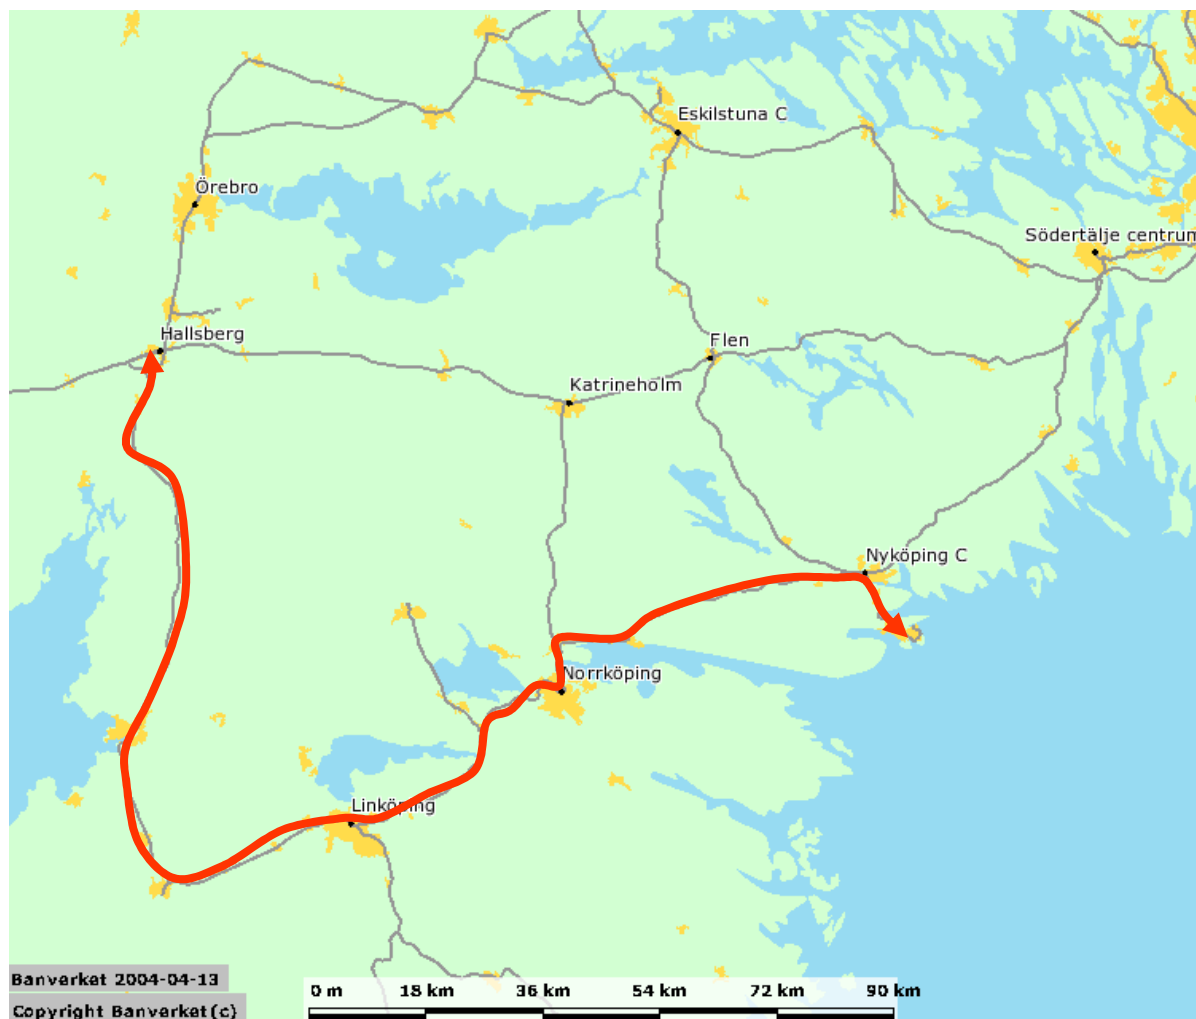 Eskilstuna C
Örebro
Södertälje centrum
Hallsberg
Flen
Katrineholm
Nyköping C
Norrköping
Linköping
Banverket 2004-04-13
Copyright Banverket(c)
0 m 18 km 36 km 54 km 72 km 90 km